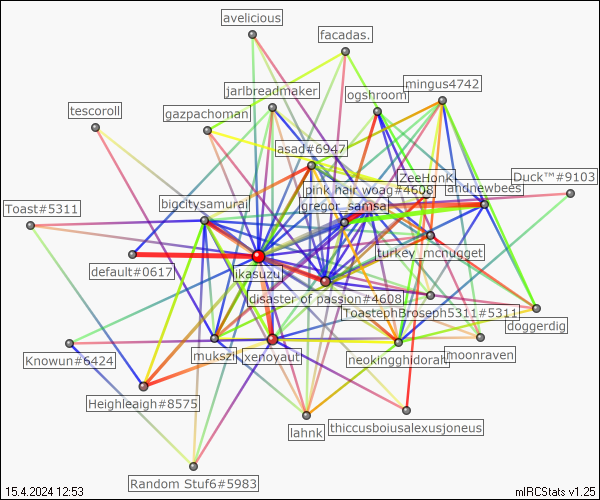 avelicious
facadas.
mingus4742
jarlbreadmaker
ogshroom
tescoroll
gazpachoman
asad#6947
ZeeHonk
Duck™#9103
pink hair woag#4608
andrewbees
Toast#5311
bigcitysamurai
gregor_samsa
turkey_mcnugget
default#0617
ikasuzu
disaster of passion#4608
ToastephBroseph5311#5311
doggerdig
Knowun#6424
mukszi
xenoyaut
neokingghidorah
moonraven
Heighleaigh#8575
lahnk
thiccusboiusalexusjoneus
Random Stuf6#5983
15.4.2024 12:53
mIRCStats v1.25